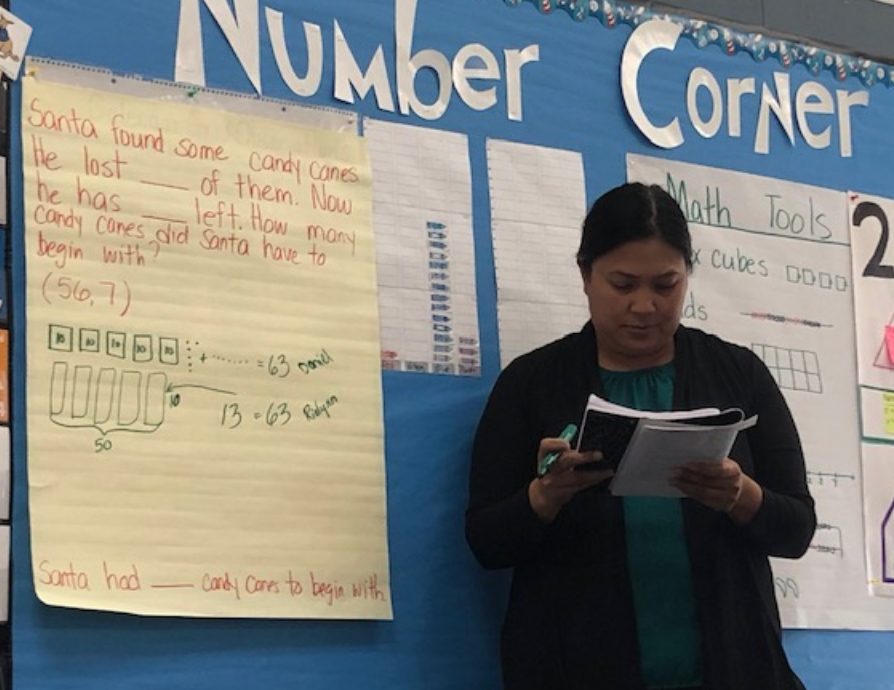 Number Corner
Santa found some candy canes
He lost ___ of them. Now
he has ___ left. How many
candy canes did Santa have to
begin with?
(56,7)
10 10 10 10 10
+ ....... = 63 Daniel
10
13 = 63
50
Santa had ___ candy canes to begin with.
Math Tools
x cubes
ds
2